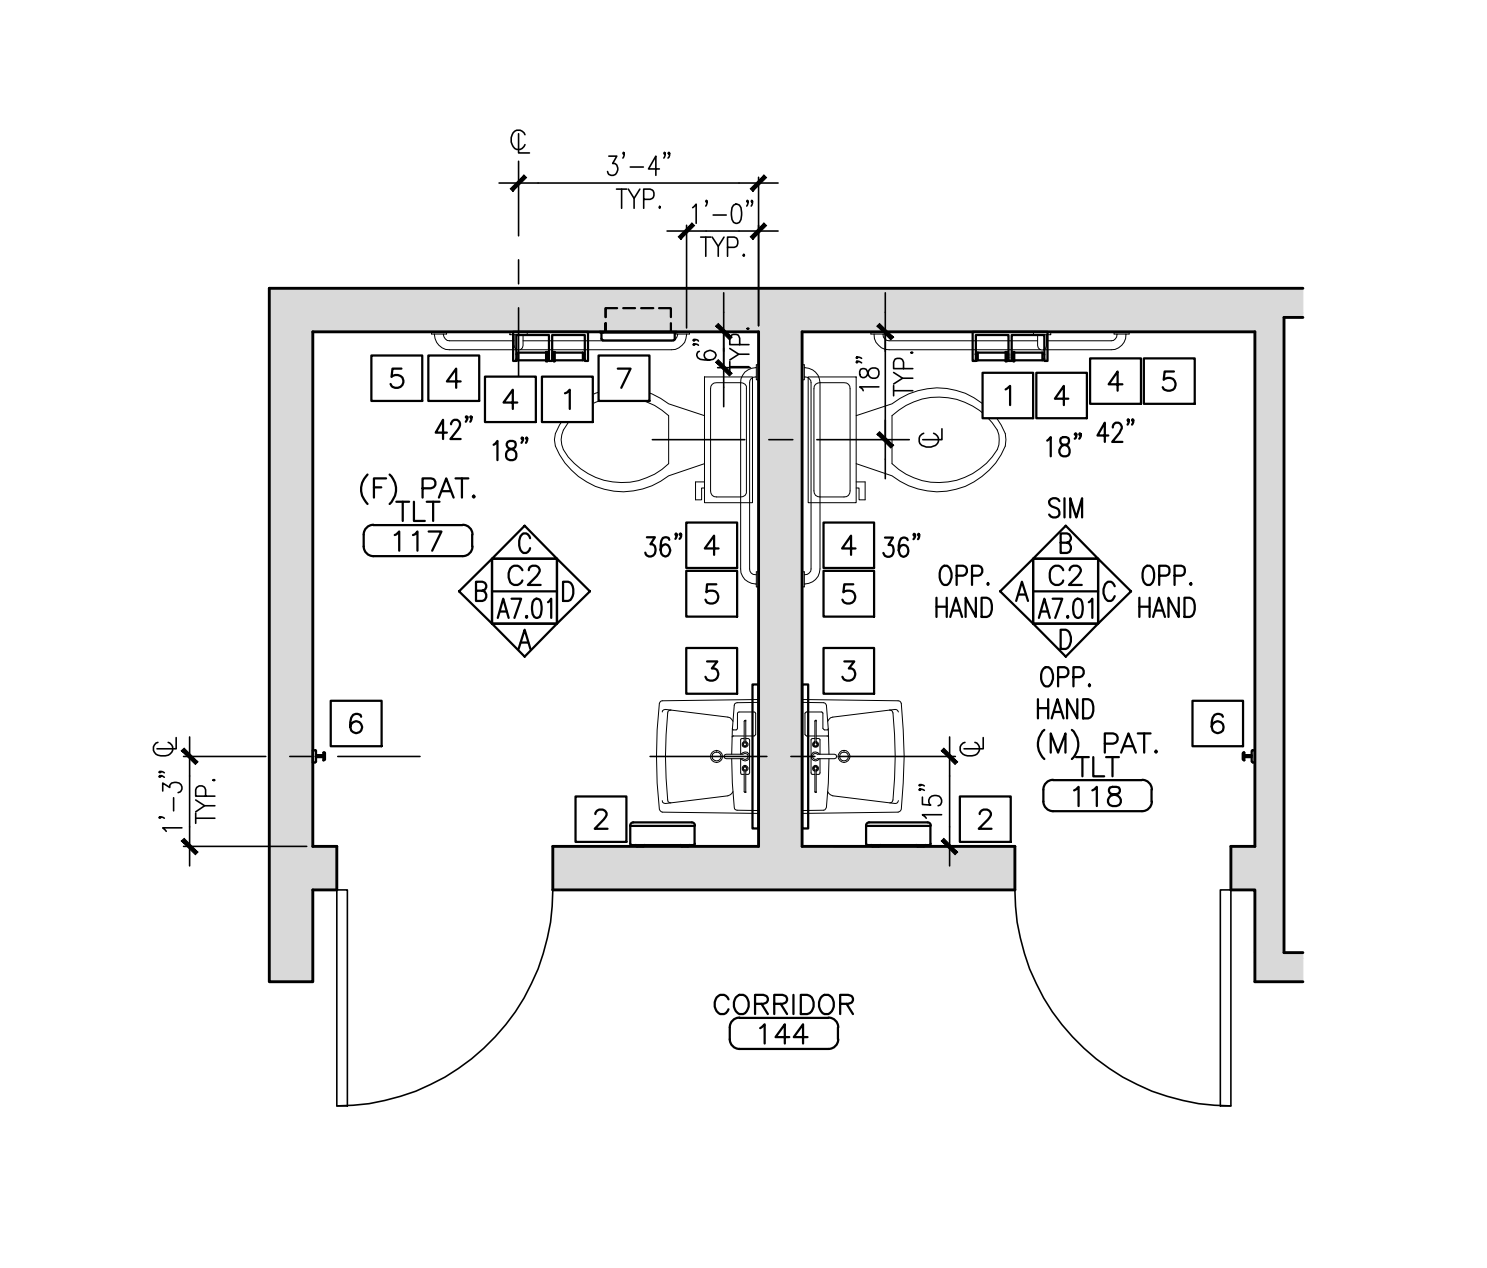 ℄
3'-4"
TYP.
1'-0"
TYP.
6"
TYP.
18"
TYP.
℄
5
4
4
1
7
42"
18"
1
4
4
5
18"
42"
(F) PAT.
TLT
117
C
B
C2
D
A7.01
A
36"
4
5
3
4
36"
5
3
SIM
B
OPP.
HAND
A
C2
C
A7.01
D
OPP.
HAND
OPP.
HAND
(M) PAT.
TLT
118
6
6
℄
1'-3"
TYP.
2
℄
15"
2
CORRIDOR
144